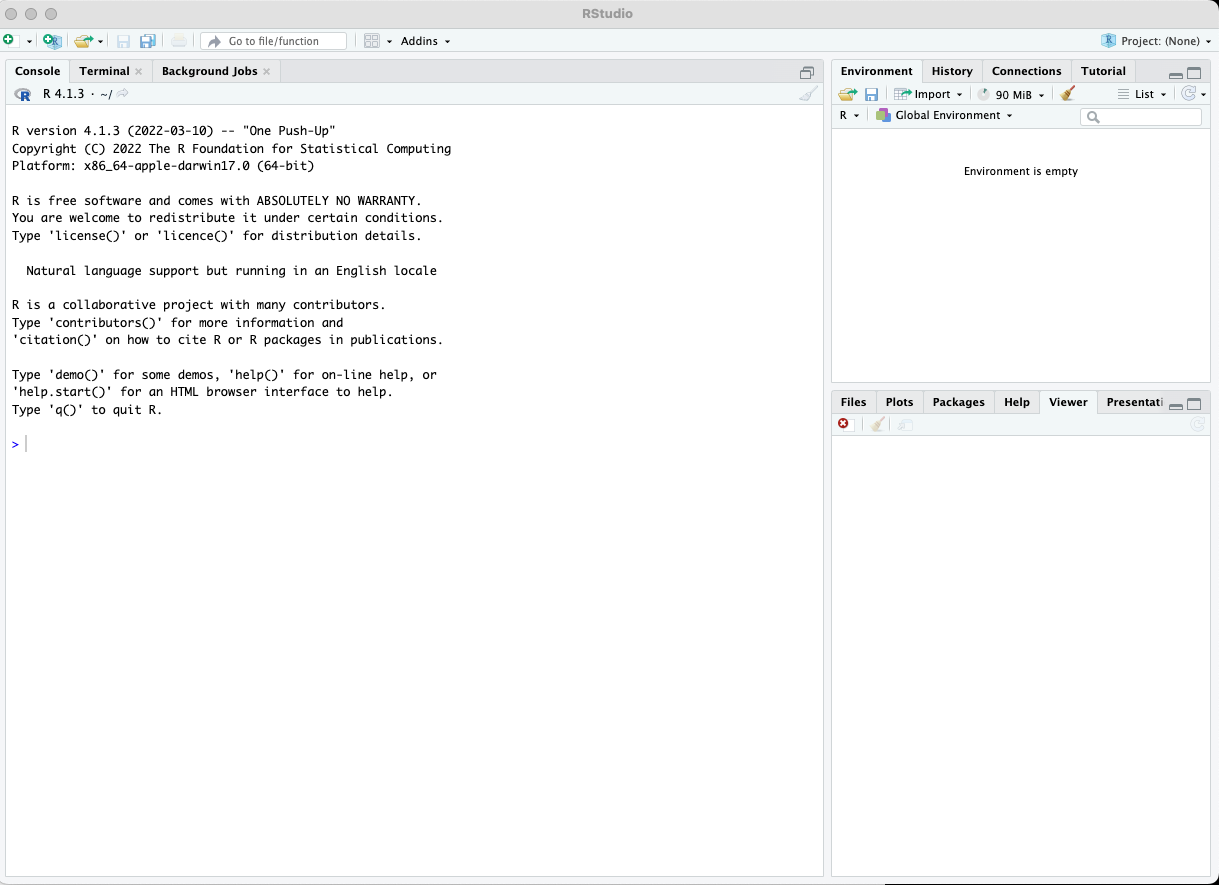 RStudio
Go to file/function
Addins
Project: (None)
Console Terminal Background Jobs
R 4.1.3 · ~/
R version 4.1.3 (2022-03-10) -- "One Push-Up"
Copyright (C) 2022 The R Foundation for Statistical Computing
Platform: x86_64-apple-darwin17.0 (64-bit)
R is free software and comes with ABSOLUTELY NO WARRANTY.
You are welcome to redistribute it under certain conditions.
Type 'license()' or 'licence()' for distribution details.
Natural language support but running in an English locale
R is a collaborative project with many contributors.
Type 'contributors()' for more information and
'citation()' on how to cite R or R packages in publications.
Type 'demo()' for some demos, 'help()' for on-line help, or
'help.start()' for an HTML browser interface to help.
Type 'q()' to quit R.
>
Environment History Connections Tutorial
Import 90 MiB List
R Global Environment
Environment is empty
Files Plots Packages Help Viewer Presentati